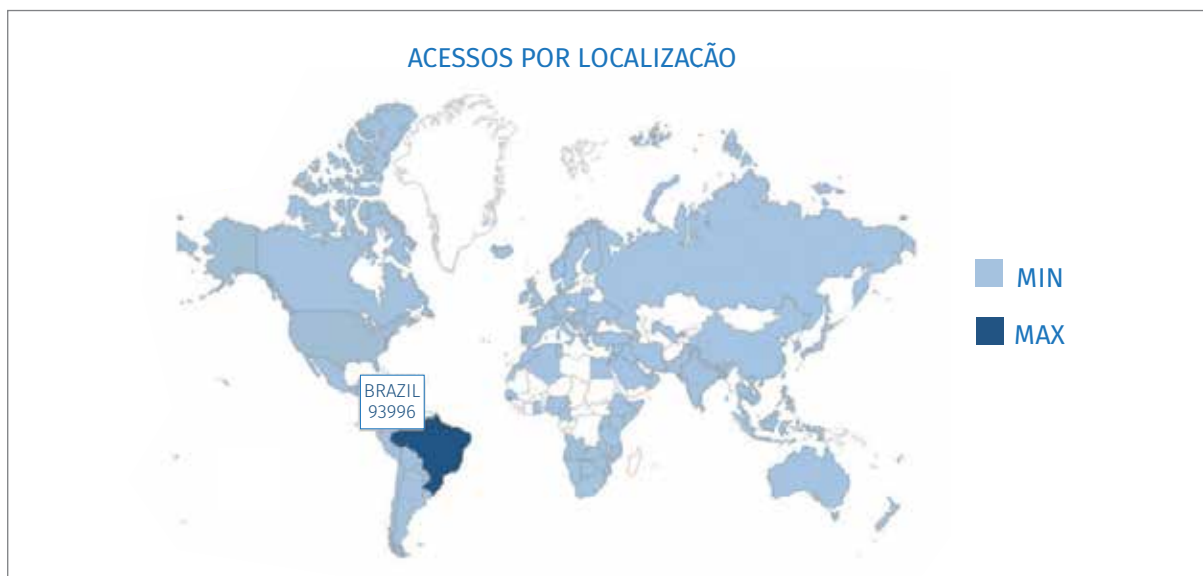 ACESSOS POR LOCALIZAÇÃO
MIN
MAX
BRAZIL
93996